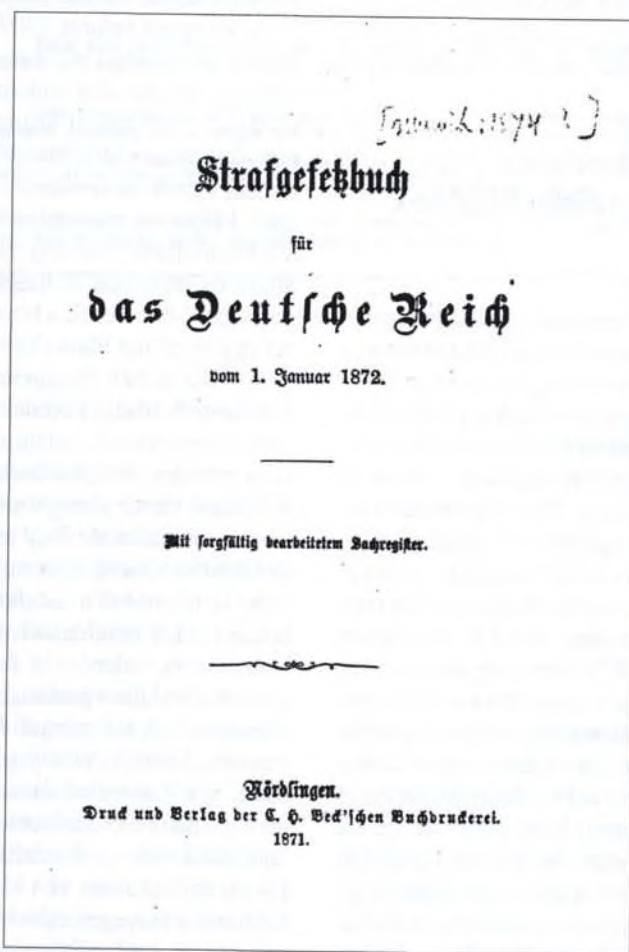 Strafgesetzbuch
für
das Deutsche Reich
vom 1. Januar 1872.
Mit sorgfältig bearbeitetem Sachregister.
Nördlingen.
Druck und Verlag der C. H. Beck'schen Buchdruckerei.
1871.